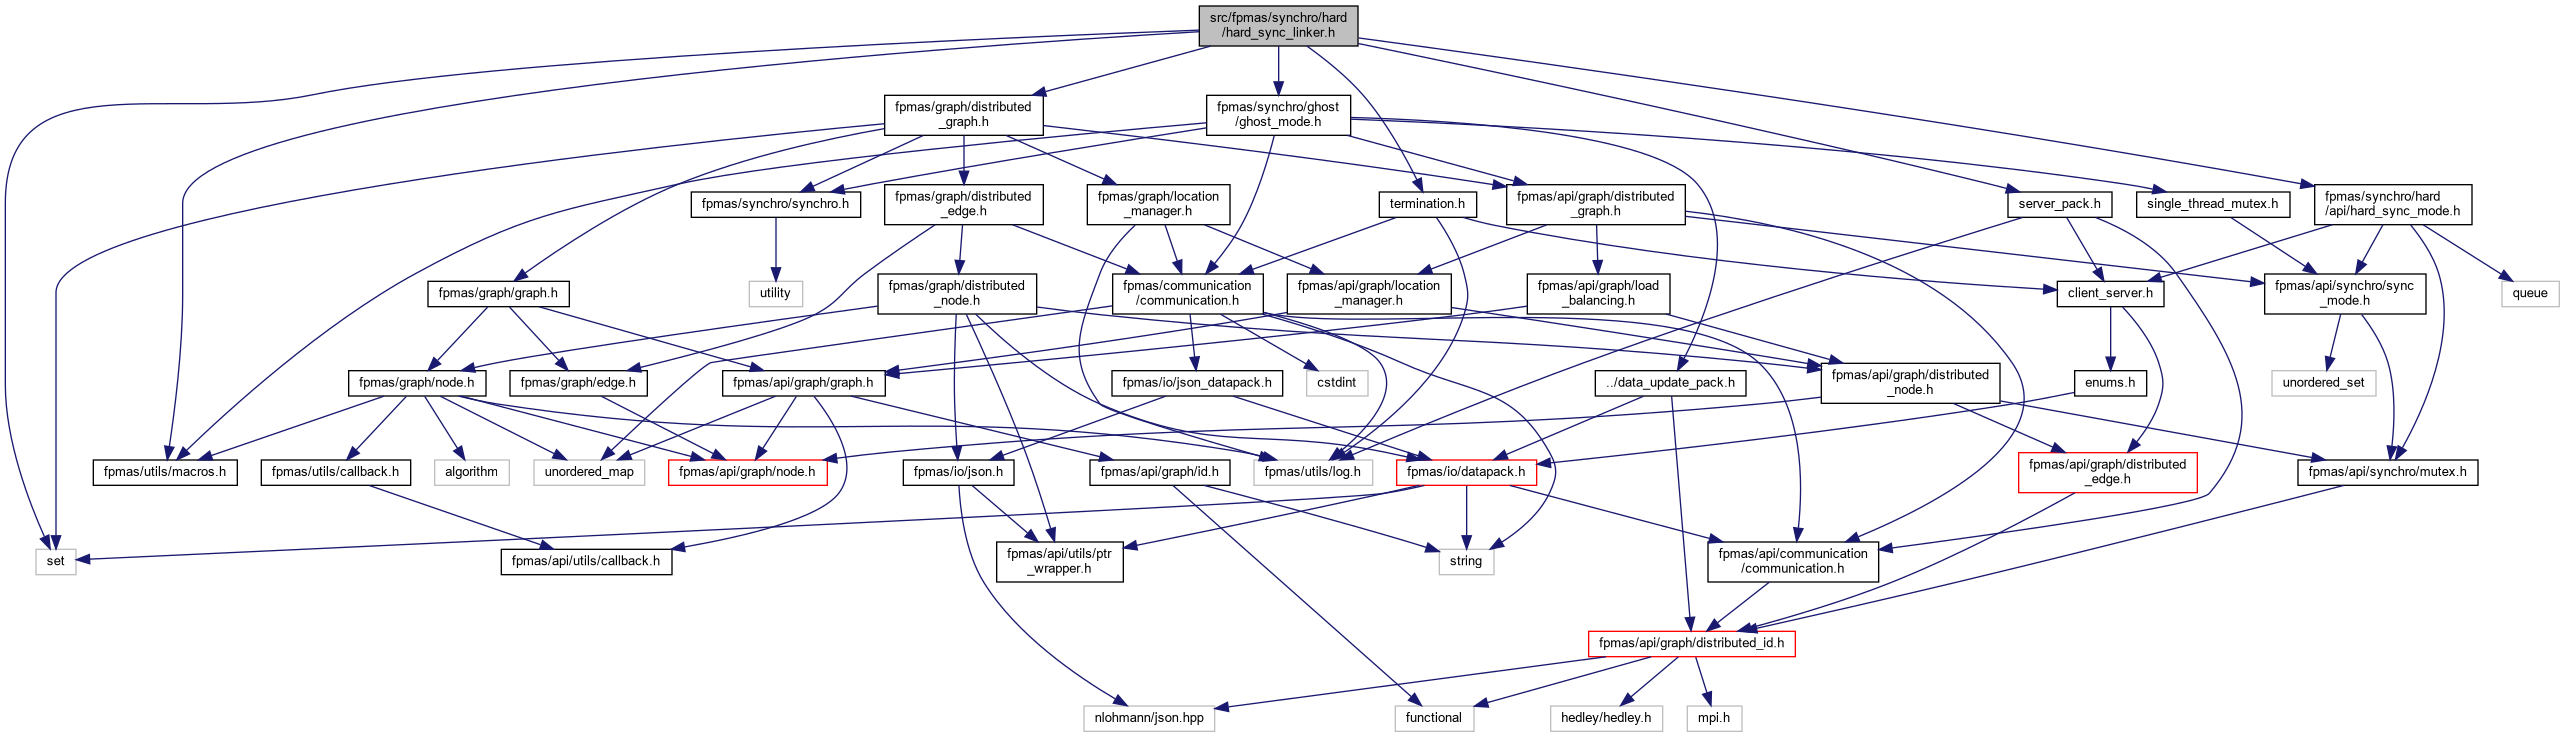 src/fpmas/synchro/hard
/hard_sync_linker.h
fpmas/graph/distributed
_graph.h
fpmas/synchro/ghost
/ghost_mode.h
fpmas/synchro/synchro.h
fpmas/graph/distributed
_edge.h
fpmas/graph/location
_manager.h
termination.h
fpmas/api/graph/distributed
_graph.h
server_pack.h
single_thread_mutex.h
fpmas/synchro/hard
/api/hard_sync_mode.h
fpmas/graph/graph.h
utility
fpmas/graph/distributed
_node.h
fpmas/communication
/communication.h
fpmas/api/graph/location
_manager.h
fpmas/api/graph/load
_balancing.h
client_server.h
fpmas/api/synchro/sync
_mode.h
queue
fpmas/graph/node.h
fpmas/graph/edge.h
fpmas/api/graph/graph.h
fpmas/io/json_datapack.h
cstdint
../data_update_pack.h
fpmas/api/graph/distributed
_node.h
enums.h
unordered_set
fpmas/utils/macros.h
fpmas/utils/callback.h
algorithm
unordered_map
fpmas/api/graph/node.h
fpmas/io/json.h
fpmas/api/graph/id.h
fpmas/utils/log.h
fpmas/io/datapack.h
fpmas/api/graph/distributed
_edge.h
fpmas/api/synchro/mutex.h
set
fpmas/api/utils/callback.h
fpmas/api/utils/ptr
_wrapper.h
string
fpmas/api/communication
/communication.h
fpmas/api/graph/distributed_id.h
nlohmann/json.hpp
functional
hedley/hedley.h
mpi.h